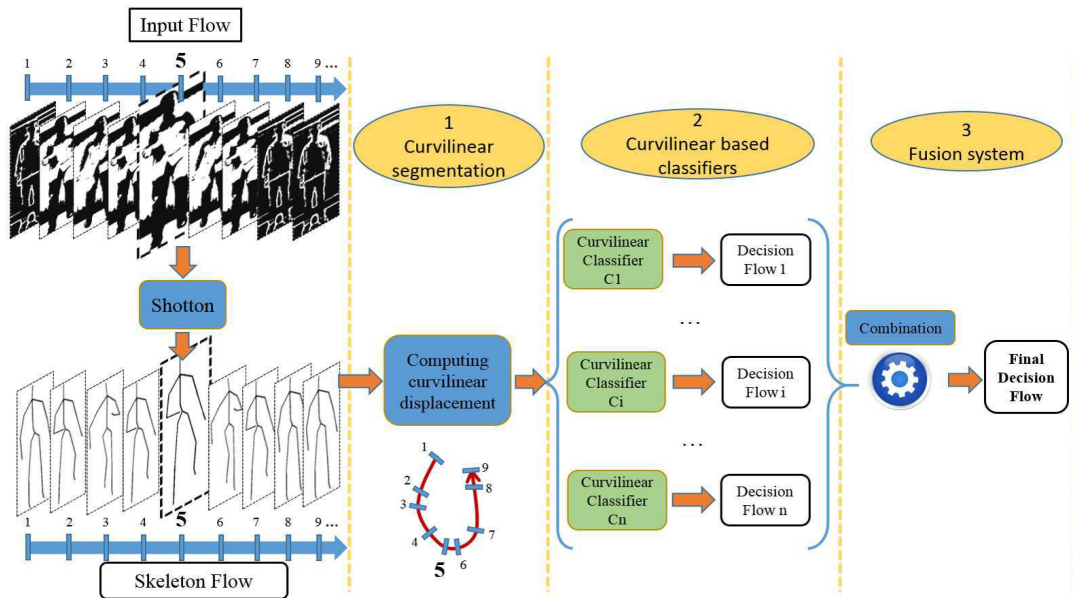 Input Flow
1 2 3 4 5 6 7 8 9 ...
Shotton
1 2 3 4 5 6 7 8 9 ...
Skeleton Flow
1
Curvilinear
segmentation
Computing
curvilinear
displacement
1
2
3
4
5
6
7
8
9
2
Curvilinear based
classifiers
Curvilinear
Classifier
C1
Decision
Flow 1
...
Curvilinear
Classifier
Ci
Decision
Flow i
...
Curvilinear
Classifier
Cn
Decision
Flow n
3
Fusion system
Combination
Final
Decision
Flow